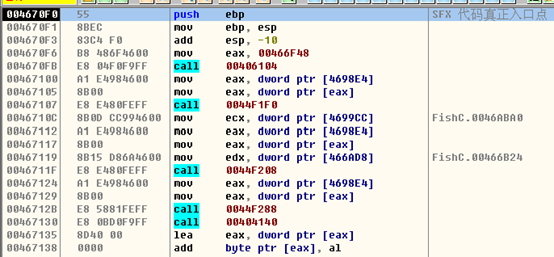 004670F0 55 push ebp SFX 代码真正入口点
004670F1 8BEC mov ebp, esp
004670F3 83C4 F0 add esp, -10
004670F6 B8 486F4600 mov eax, 00466F48
004670FB E8 04F0F9FF call 00406104
00467100 A1 E4984600 mov eax, dword ptr [4698E4]
00467105 8B00 mov eax, dword ptr [eax]
00467107 E8 E480FEFF call 0044F1F0
0046710C 8B0D CC994600 mov ecx, dword ptr [4699CC] FishC.0046ABA0
00467112 A1 E4984600 mov eax, dword ptr [4698E4]
00467117 8B00 mov eax, dword ptr [eax]
00467119 8B15 D86A4600 mov edx, dword ptr [466AD8] FishC.00466B24
0046711F E8 E480FEFF call 0044F208
00467124 A1 E4984600 mov eax, dword ptr [4698E4]
00467129 8B00 mov eax, dword ptr [eax]
0046712B E8 5881FEFF call 0044F288
00467130 E8 0BD0F9FF call 00404140
00467135 8D40 00 lea eax, dword ptr [eax]
00467138 0000 add byte ptr [eax], al